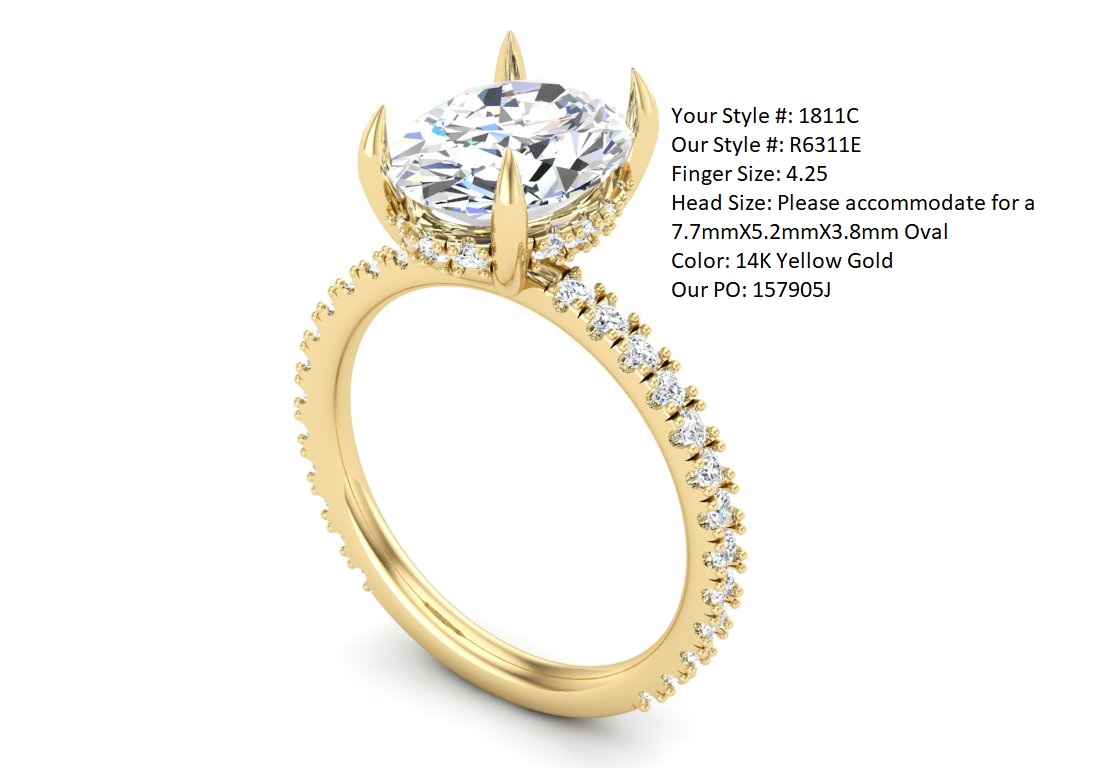 Your Style #: 1811C
Our Style #: R6311E
Finger Size: 4.25
Head Size: Please accommodate for a
7.7mmX5.2mmX3.8mm Oval
Color: 14K Yellow Gold
Our PO: 157905J